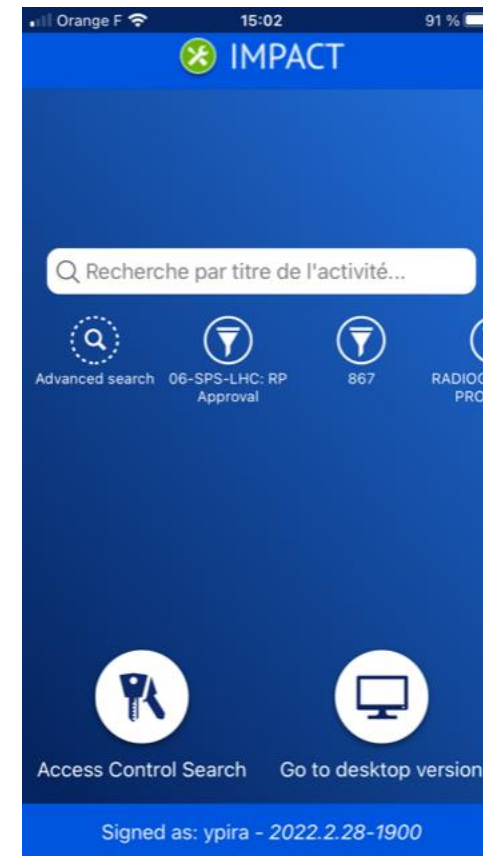 Orange F 15:02 91 %
IMPACT
Recherche par titre de l'activité...
Advanced search 06-SPS-LHC: RP 867
Approval
Access Control Search Go to desktop version
Signed as: ypira - 2022.2.28-1900